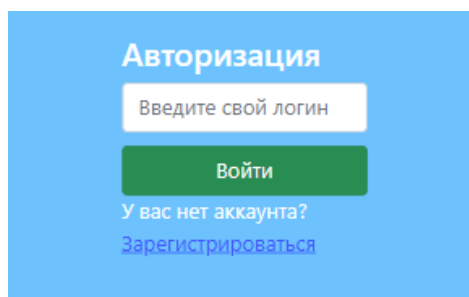 Авторизация
Введите свой логин
Войти
У вас нет аккаунта?
Зарегистрироваться